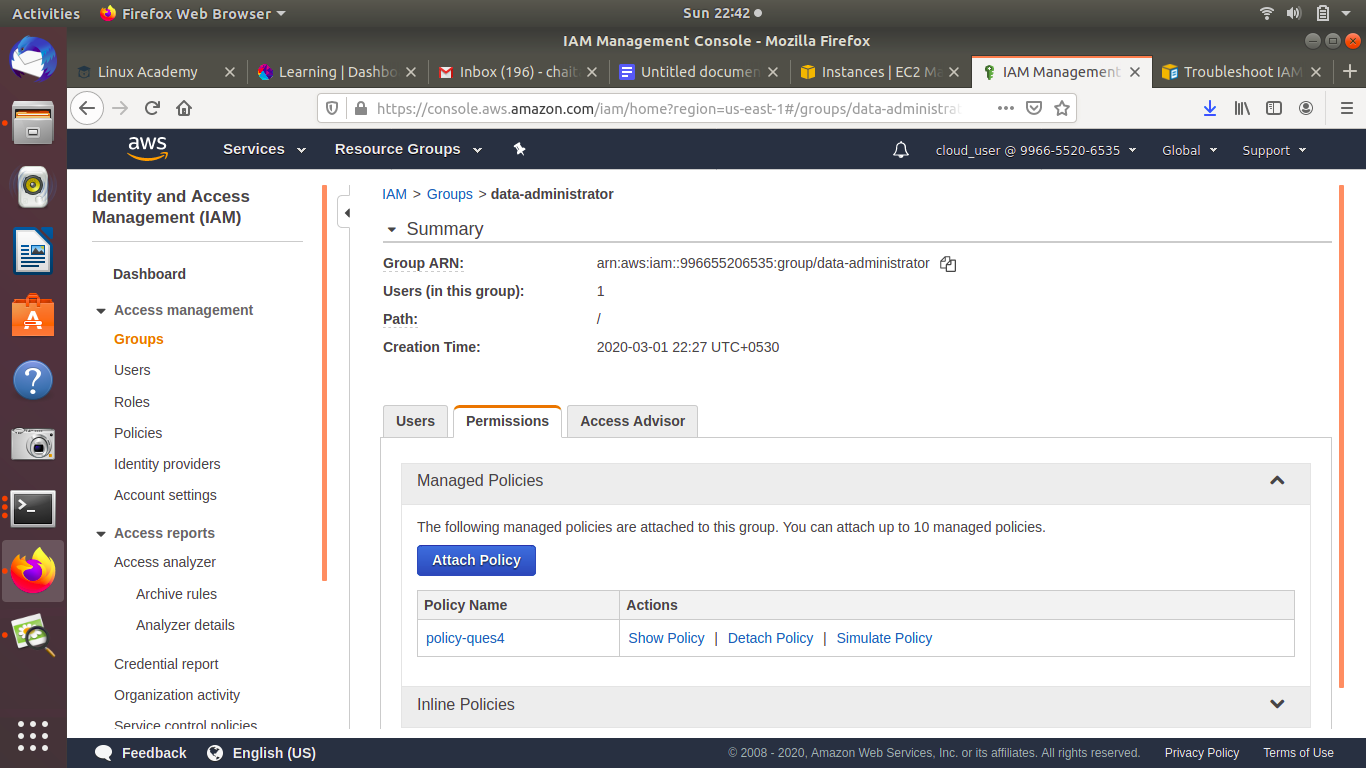 Activities Firefox Web Browser Sun 22:42
IAM Management Console - Mozilla Firefox
Linux Academy Learning | Dashbo Inbox (196) - chait Untitled documen Instances | EC2 Ma IAM Management Troubleshoot IAM
https://console.aws.amazon.com/iam/home?region=us-east-1#/groups/data-administrat
aws Services Resource Groups cloud_user @ 9966-5520-6535 Global Support
Identity and Access
Management (IAM)
Dashboard
Access management
Groups
Users
Roles
Policies
Identity providers
Account settings
Access reports
Access analyzer
Archive rules
Analyzer details
Credential report
Organization activity
Service control policies
IAM > Groups > data-administrator
Summary
Group ARN: arn:aws:iam::996655206535:group/data-administrator
Users (in this group): 1
Path: /
Creation Time: 2020-03-01 22:27 UTC+0530
Users Permissions Access Advisor
Managed Policies
The following managed policies are attached to this group. You can attach up to 10 managed policies.
Attach Policy
Policy Name Actions
policy-ques4 Show Policy | Detach Policy | Simulate Policy
Inline Policies
Feedback English (US) © 2008 - 2020, Amazon Web Services, Inc. or its affiliates. All rights reserved. Privacy Policy Terms of Use